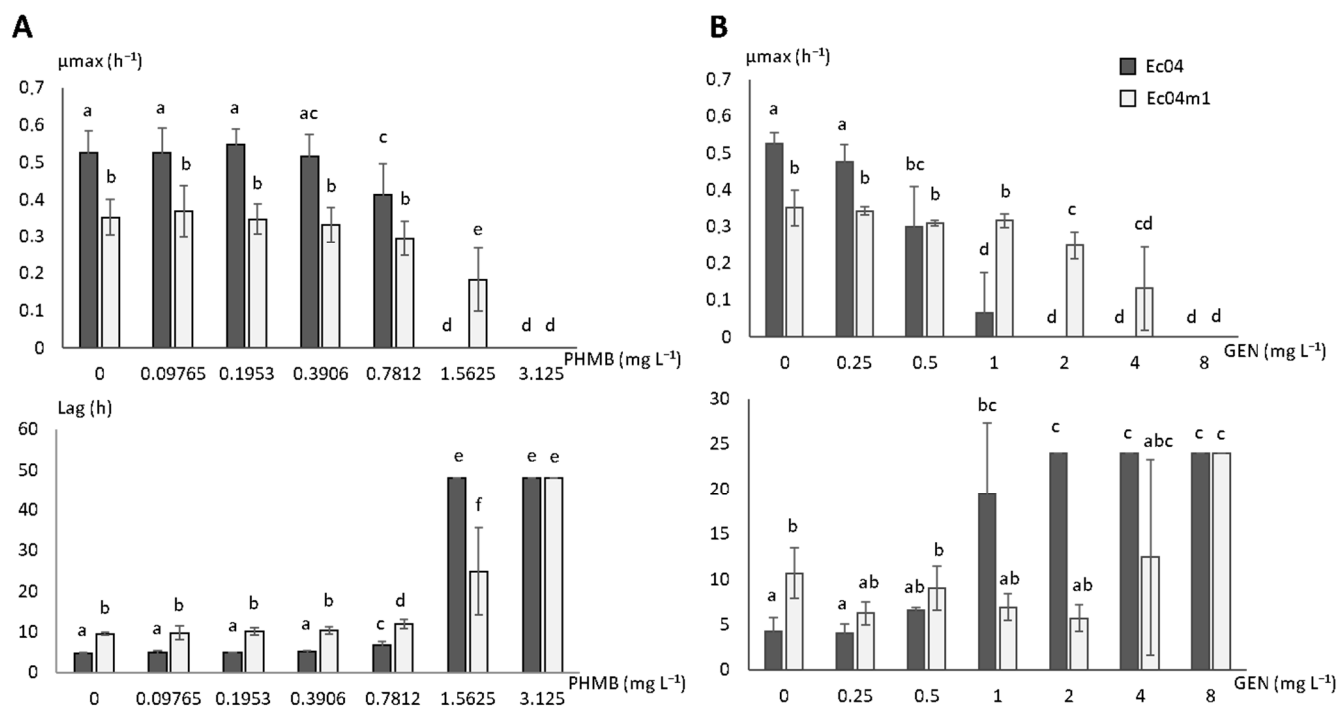 A
μmax (h⁻¹)
0.7
0.6
0.5
0.4
0.3
0.2
0.1
0
a b a b a b ac b c b d e d d
0 0.09765 0.1953 0.3906 0.7812 1.5625 3.125
PHMB (mg L⁻¹)
Lag (h)
60
50
40
30
20
10
0
a b a b a b a b c d e f e e
0 0.09765 0.1953 0.3906 0.7812 1.5625 3.125
PHMB (mg L⁻¹)
B
μmax (h⁻¹)
0.7
0.6
0.5
0.4
0.3
0.2
0.1
0
Ec04
Ec04m1
a b a b bc b d b d c d cd d d
0 0.25 0.5 1 2 4 8
GEN (mg L⁻¹)
30
25
20
15
10
5
0
a b a ab ab b bc ab c ab c abc c c
0 0.25 0.5 1 2 4 8
GEN (mg L⁻¹)